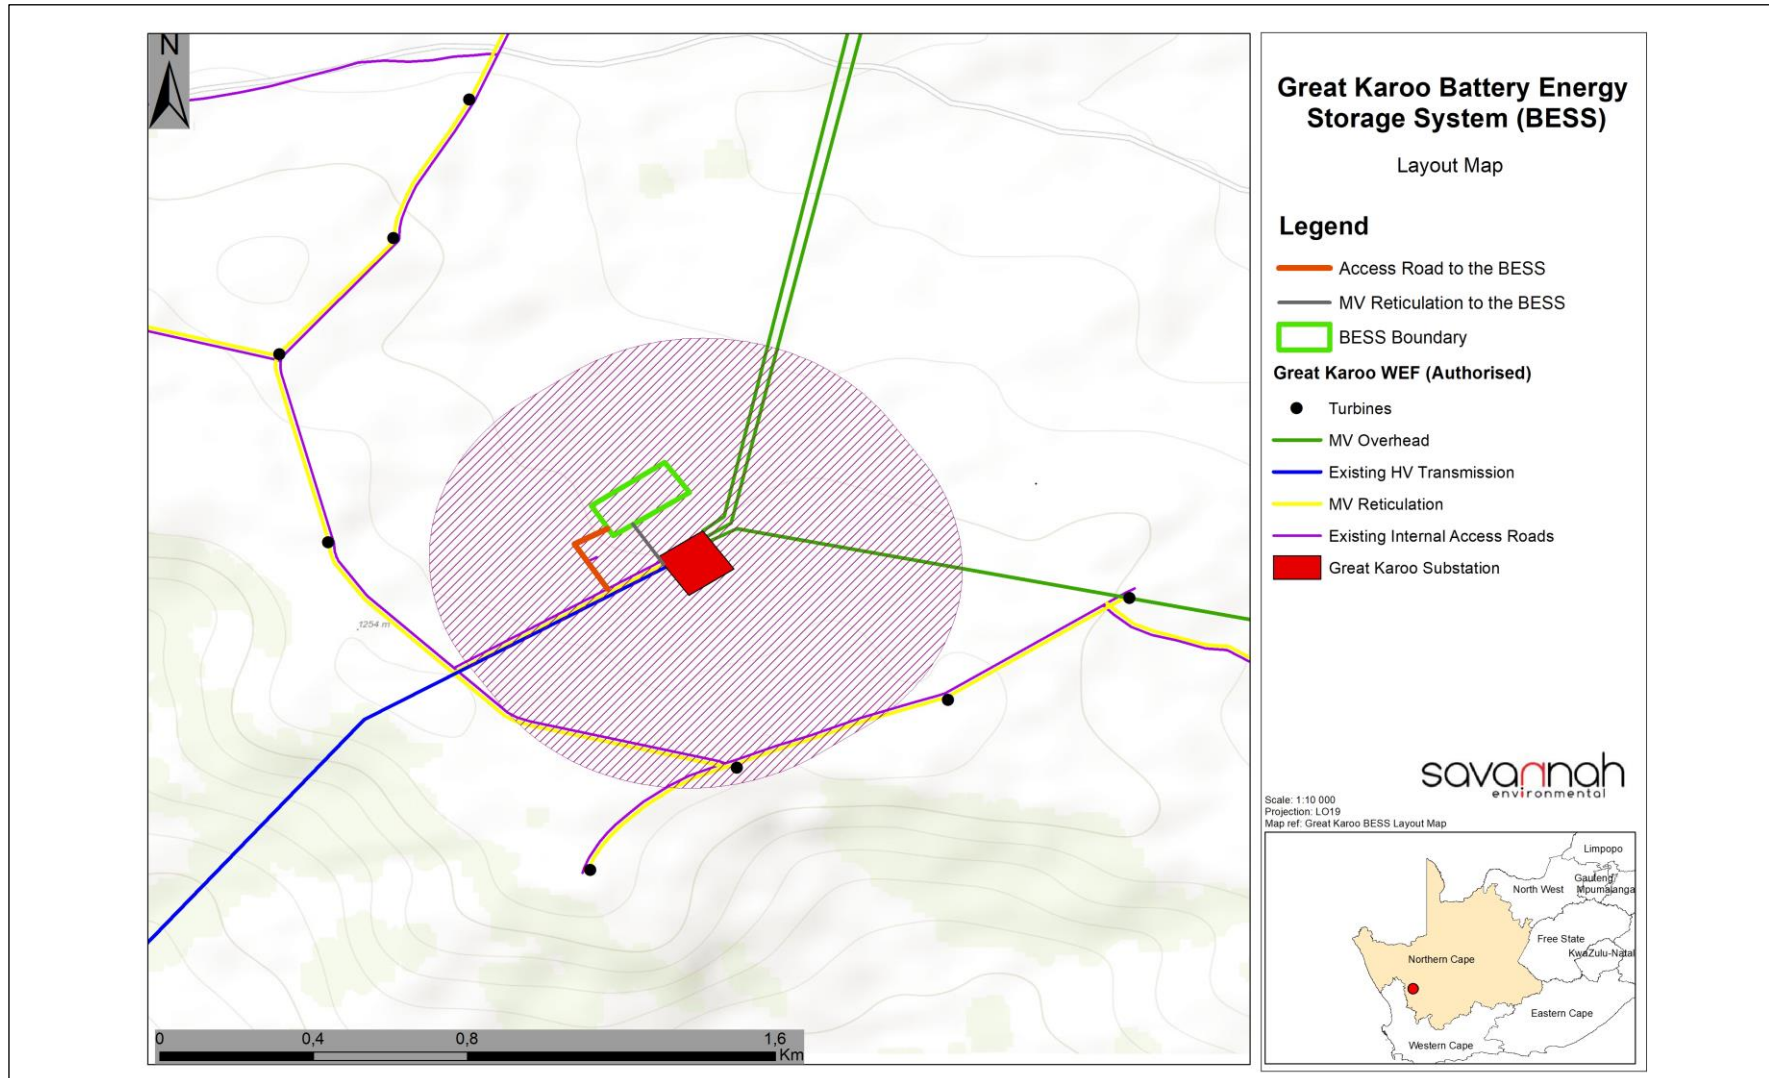 N
1254 m
0 0,4 0,8 1,6
Km
Great Karoo Battery Energy
Storage System (BESS)
Layout Map
Legend
Access Road to the BESS
MV Reticulation to the BESS
BESS Boundary
Great Karoo WEF (Authorised)
Turbines
MV Overhead
Existing HV Transmission
MV Reticulation
Existing Internal Access Roads
Great Karoo Substation
savannah
environmental
Scale: 1:10 000
Projection: LO19
Map ref: Great Karoo BESS Layout Map
Limpopo
Gauteng
North West
Mpumalanga
Free State
KwaZulu-Natal
Northern Cape
Eastern Cape
Western Cape